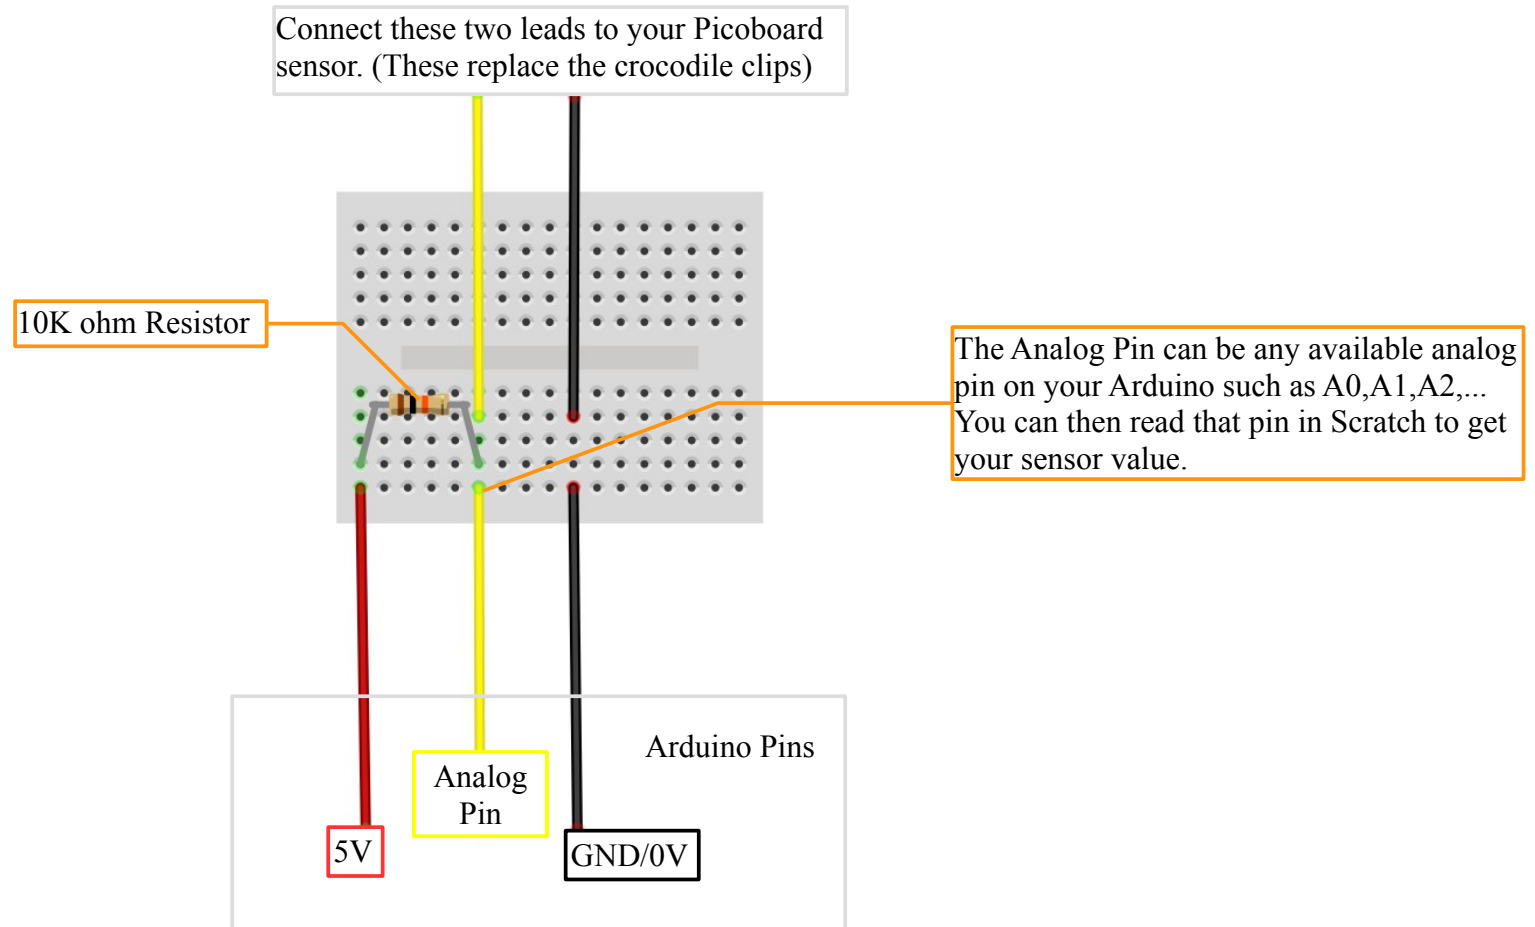 Connect these two leads to your Picoboard
sensor. (These replace the crocodile clips)
10K ohm Resistor
The Analog Pin can be any available analog
pin on your Arduino such as A0,A1,A2,...
You can then read that pin in Scratch to get
your sensor value.
Arduino Pins
Analog
Pin
5V
GND/0V